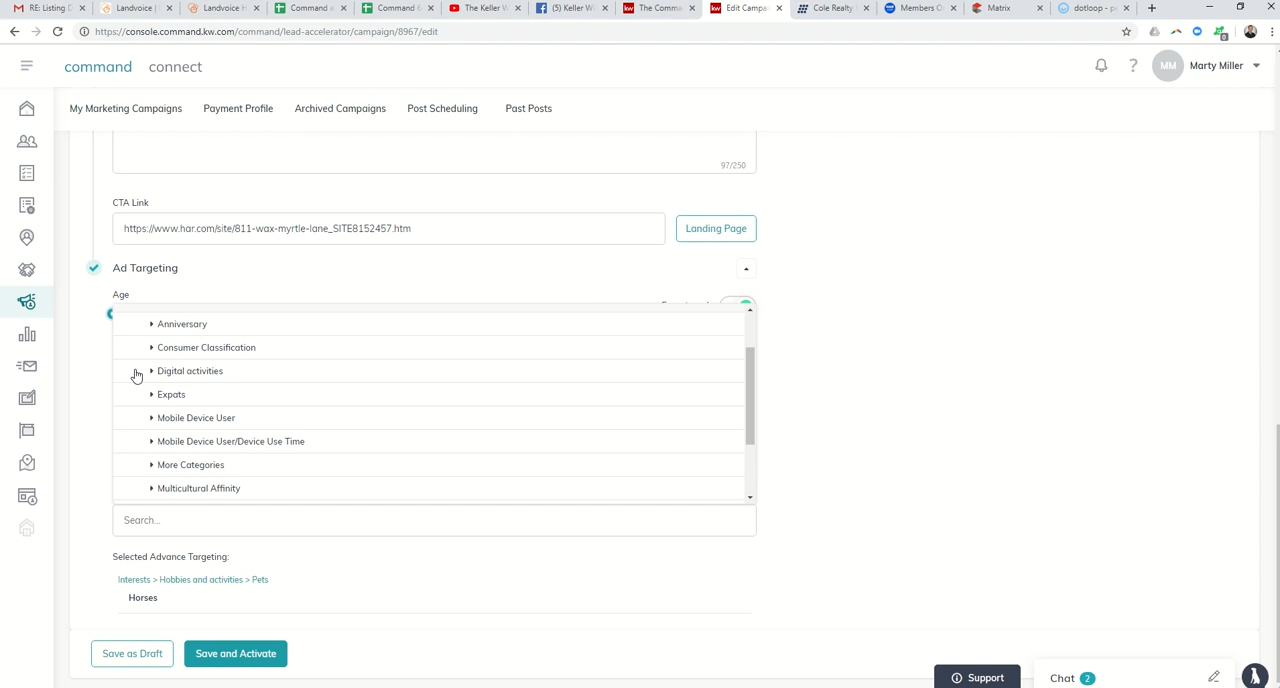 RE: Listing D
Landvoice | D
Landvoice H
Command a
Command 6
The Keller W
(5) Keller Wi
The Comma
Edit Campai
Cole Realty
Members O
Matrix
dotloop - pe
https://console.command.kw.com/command/lead-accelerator/campaign/8967/edit
command connect
? MM Marty Miller
My Marketing Campaigns Payment Profile Archived Campaigns Post Scheduling Past Posts
97/250
CTA Link
https://www.har.com/site/811-wax-myrtle-lane_SITE8152457.htm
Landing Page
Ad Targeting
Age
Anniversary
Consumer Classification
Digital activities
Expats
Mobile Device User
Mobile Device User/Device Use Time
More Categories
Multicultural Affinity
Search...
Selected Advance Targeting:
Interests > Hobbies and activities > Pets
Horses
Save as Draft Save and Activate
Support
Chat 2